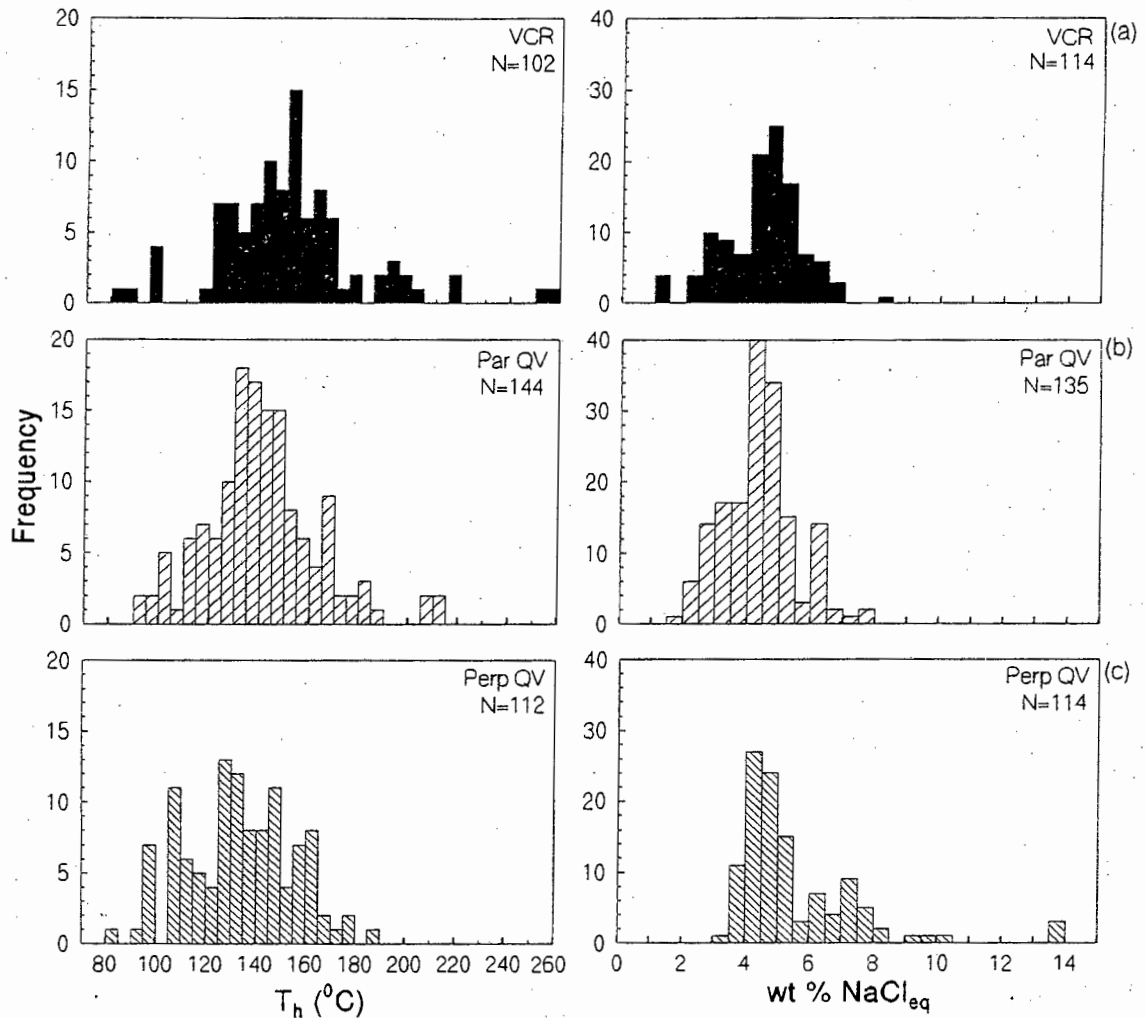 20
15
10
5
0
VCR
N=102
40
30
20
10
0
VCR
N=114
(a)
20
15
10
5
0
Par QV
N=144
40
30
20
10
0
Par QV
N=135
(b)
Frequency
20
15
10
5
0
Perp QV
N=112
40
30
20
10
0
Perp QV
N=114
(c)
80 100 120 140 160 180 200 220 240 260
T_h (⁰C)
0 2 4 6 8 10 12 14
wt % NaCl_eq